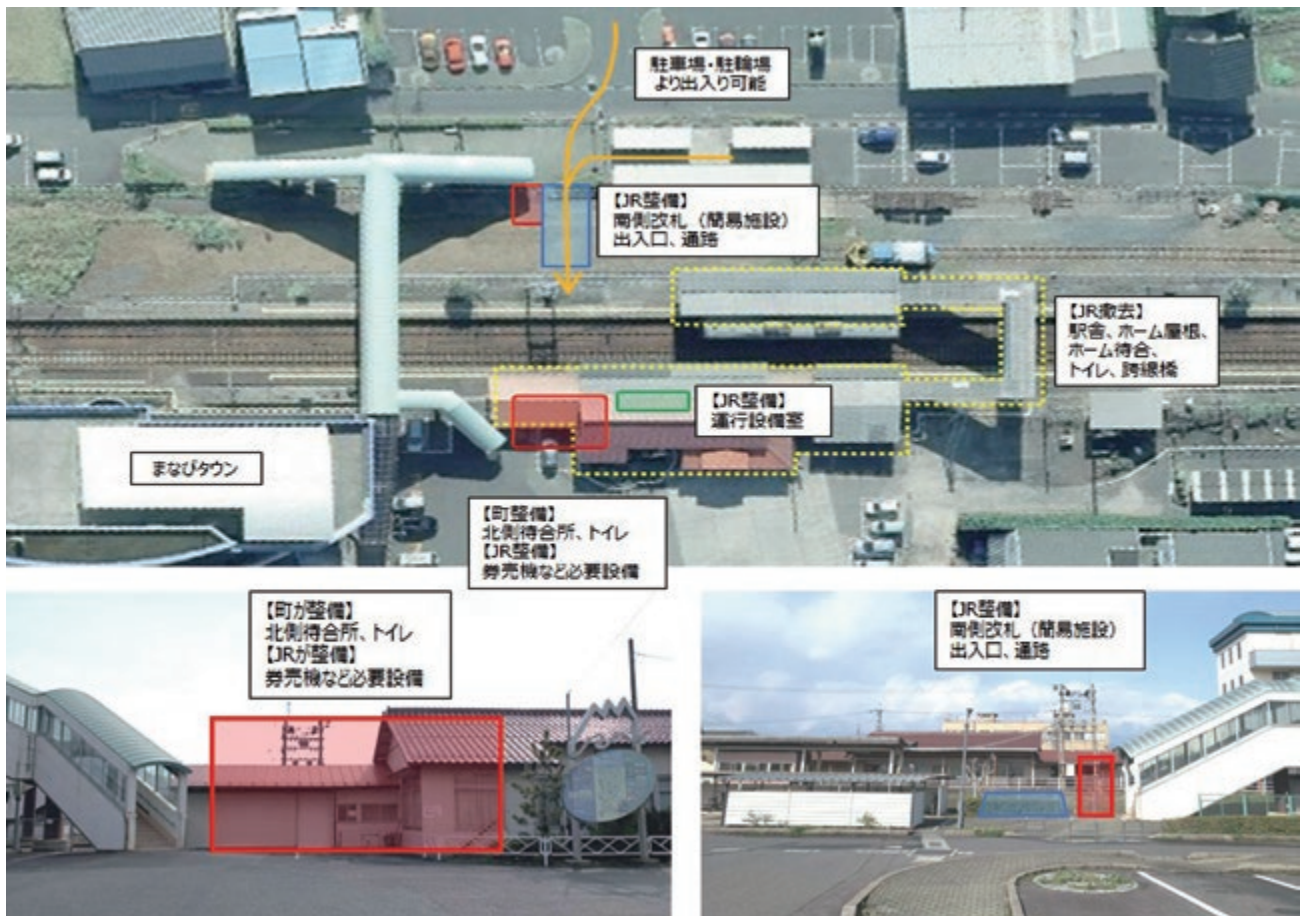 駐車場・駐輪場
より出入り可能
【JR整備】
南側改札（簡易施設）
出入口、通路
【JR撤去】
駅舎、ホーム屋根、
ホーム待合、
トイレ、跨線橋
【JR整備】
運行設備室
まなびタウン
【町整備】
北側待合所、トイレ
【JR整備】
券売機など必要設備
【町が整備】
北側待合所、トイレ
【JRが整備】
券売機など必要設備
【JR整備】
南側改札（簡易施設）
出入口、通路